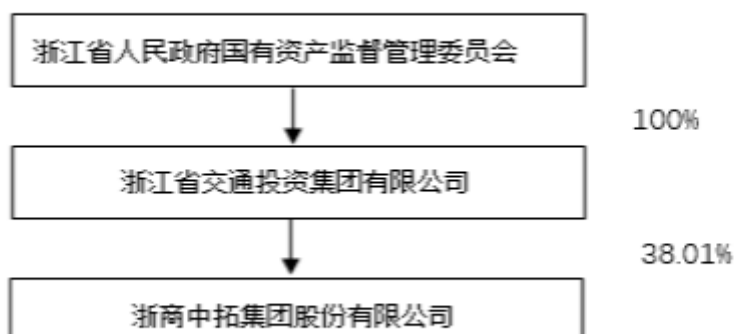 浙江省人民政府国有资产监督管理委员会
100%
浙江省交通投资集团有限公司
38.01%
浙商中拓集团股份有限公司